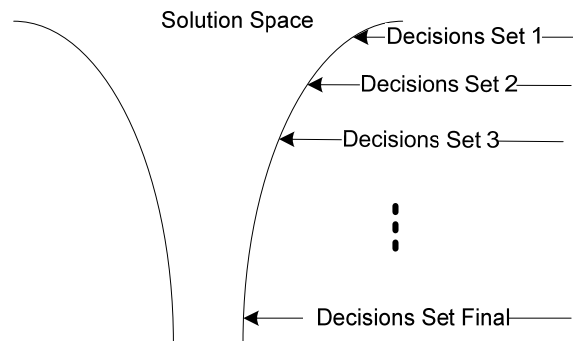 Solution Space
Decisions Set 1
Decisions Set 2
Decisions Set 3
Decisions Set Final